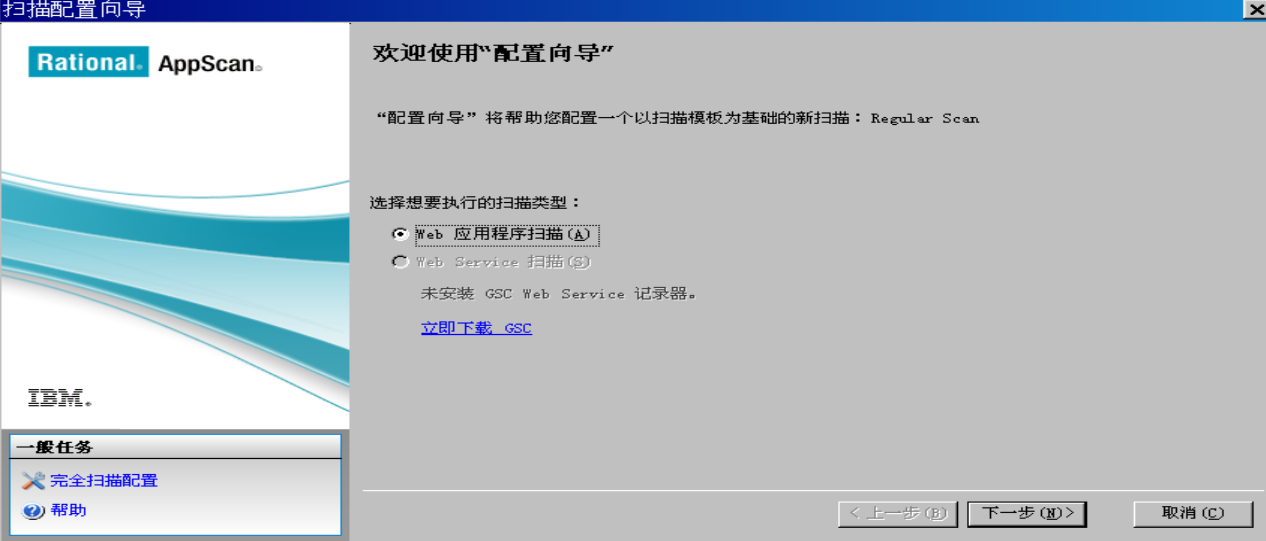 扫描配置向导
Rational. AppScan.
欢迎使用“配置向导”
“配置向导”将帮助您配置一个以扫描模板为基础的新扫描：Regular Scan
选择想要执行的扫描类型：
Web 应用程序扫描(A)
Web Service 扫描(S)
未安装 GSC Web Service 记录器。
立即下载 GSC
IBM.
一般任务
完全扫描配置
帮助
< 上一步(B)
下一步(N)>
取消(C)